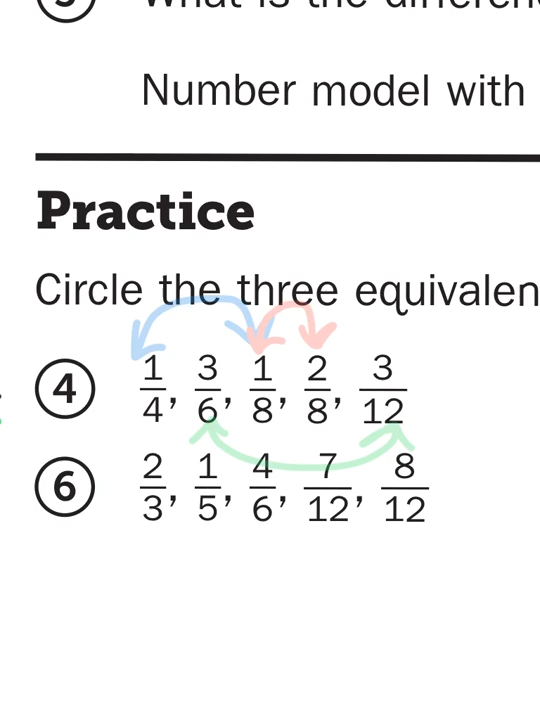 Number model with
Practice
Circle the three equivalen
4 1/4, 3/6, 1/8, 2/8, 3/12
6 2/3, 1/5, 4/6, 7/12, 8/12